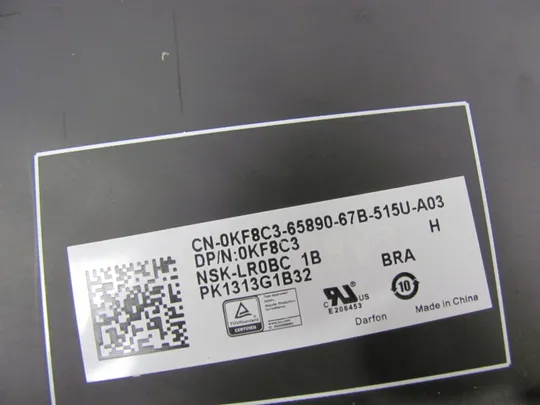 CN-0KF8C3-65890-67B-515U-A03
DP/N:0KF8C3
H
NSK-LR0BC 1B
BRA
PK1313G1B32
TÜVRheinland
CERTIFIED
C US
E206453
10
Darfon
Made in China